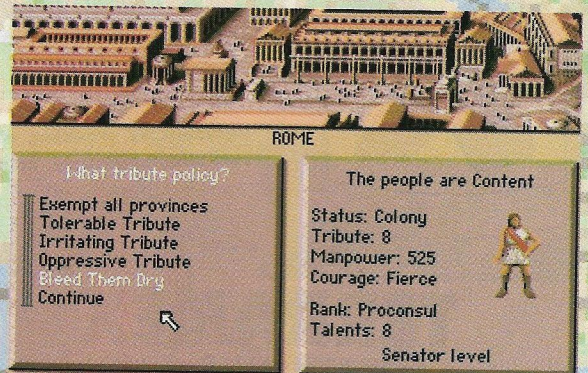 ROME
What tribute policy?
Exempt all provinces
Tolerable Tribute
Irritating Tribute
Oppressive Tribute
Bleed Them Dry
Continue
The people are Content
Status: Colony
Tribute: 8
Manpower: 525
Courage: Fierce
Rank: Proconsul
Talents: 8
Senator level